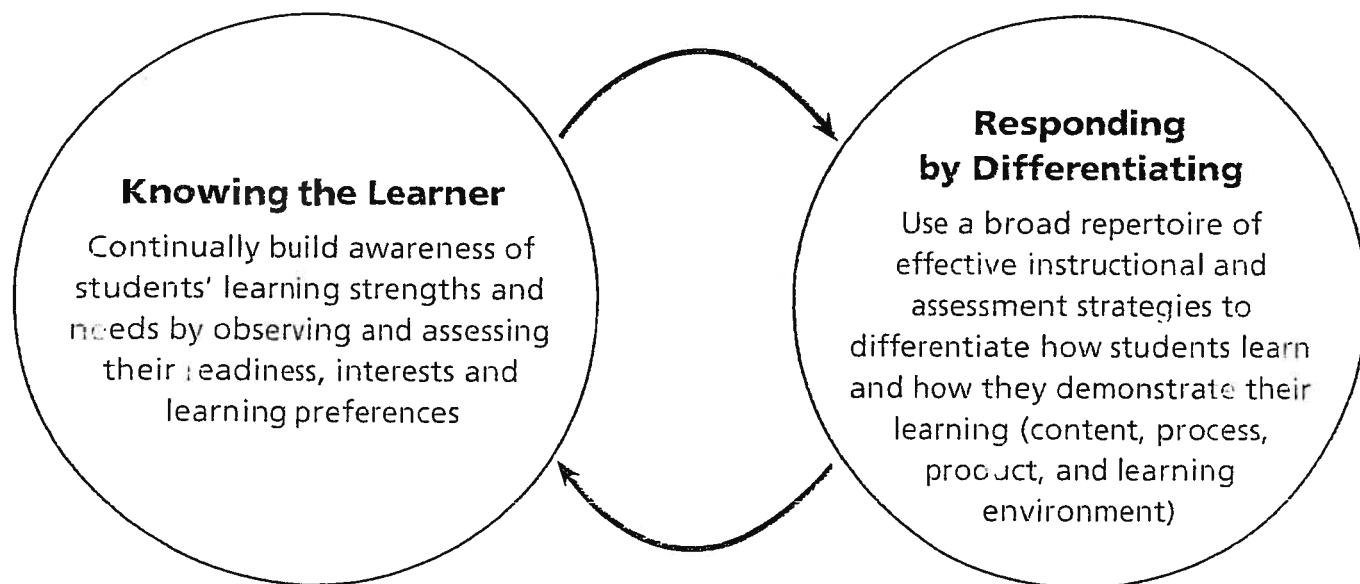 Knowing the Learner
Continually build awareness of
students' learning strengths and
needs by observing and assessing
their readiness, interests and
learning preferences
Responding
by Differentiating
Use a broad repertoire of
effective instructional and
assessment strategies to
differentiate how students learn
and how they demonstrate their
learning (content, process,
product, and learning
environment)